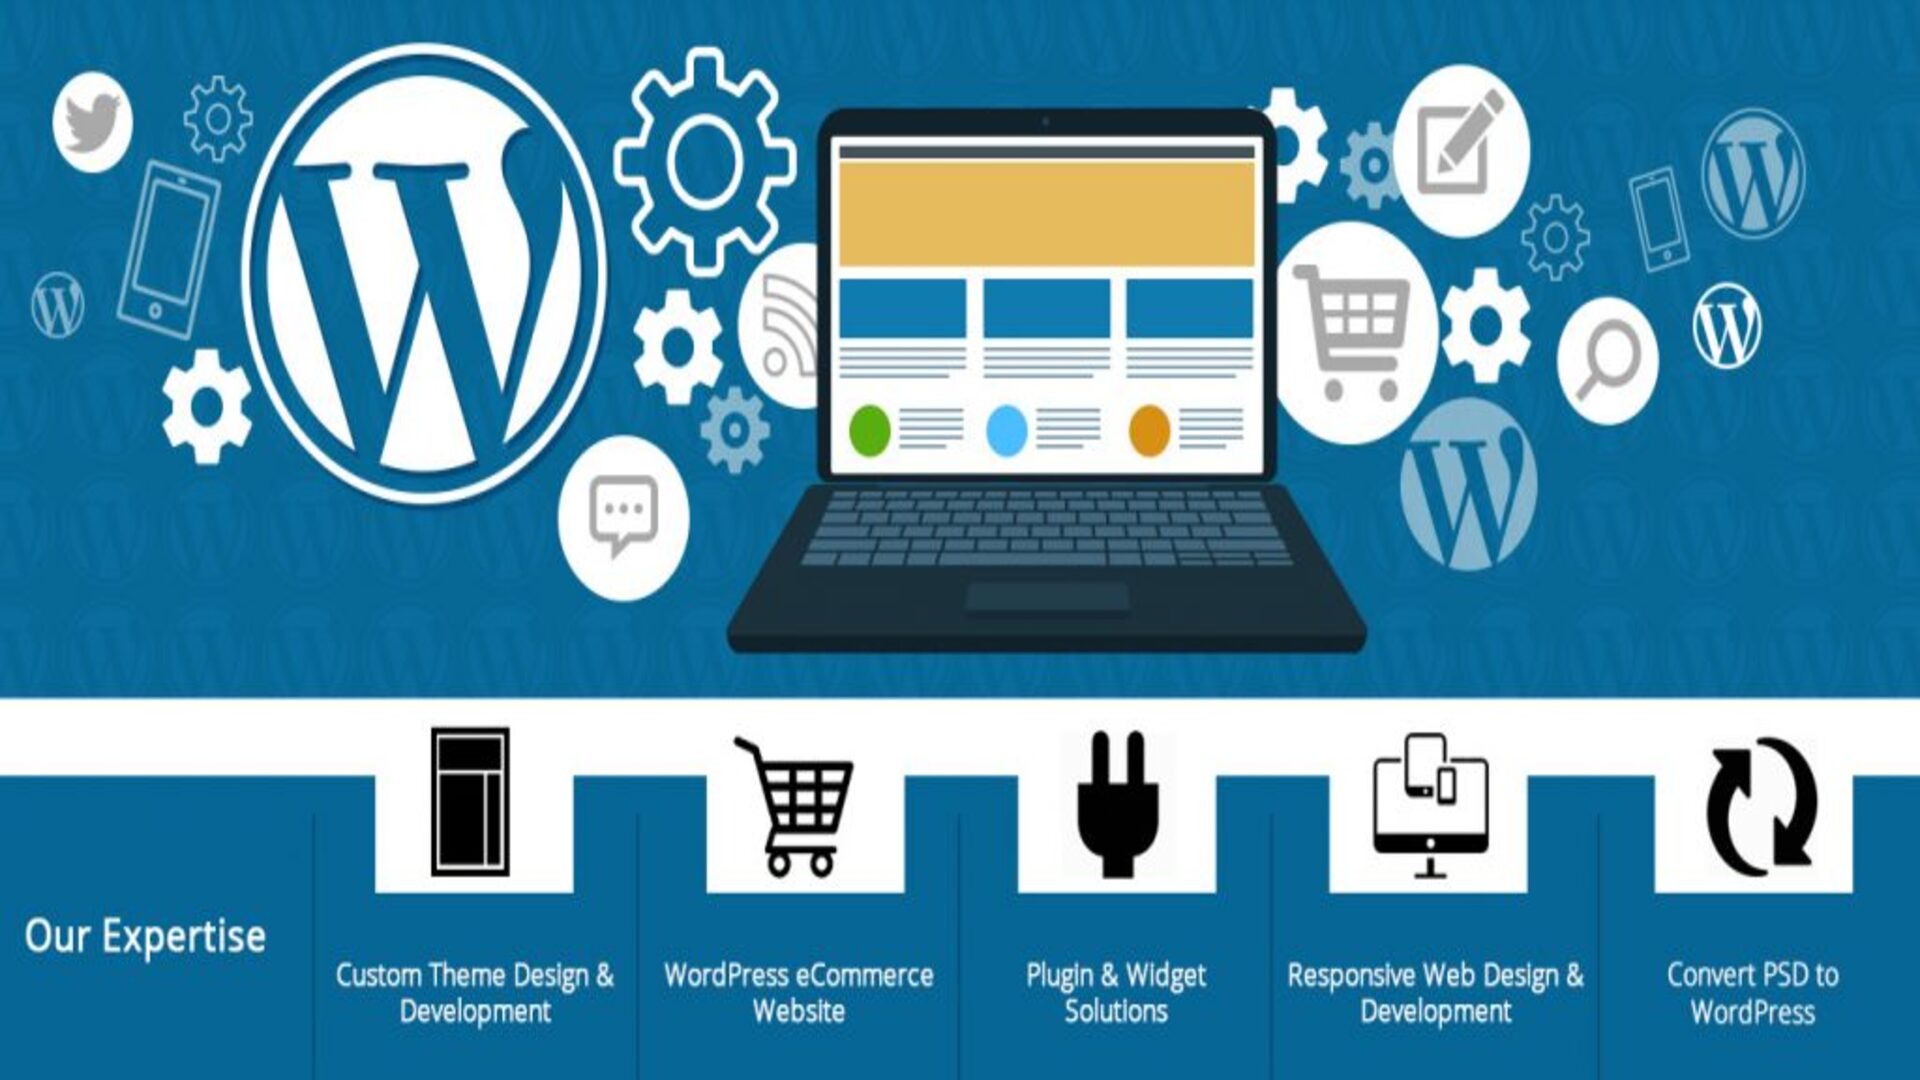 Our Expertise
Custom Theme Design &
Development
WordPress eCommerce
Website
Plugin & Widget
Solutions
Responsive Web Design &
Development
Convert PSD to
WordPress